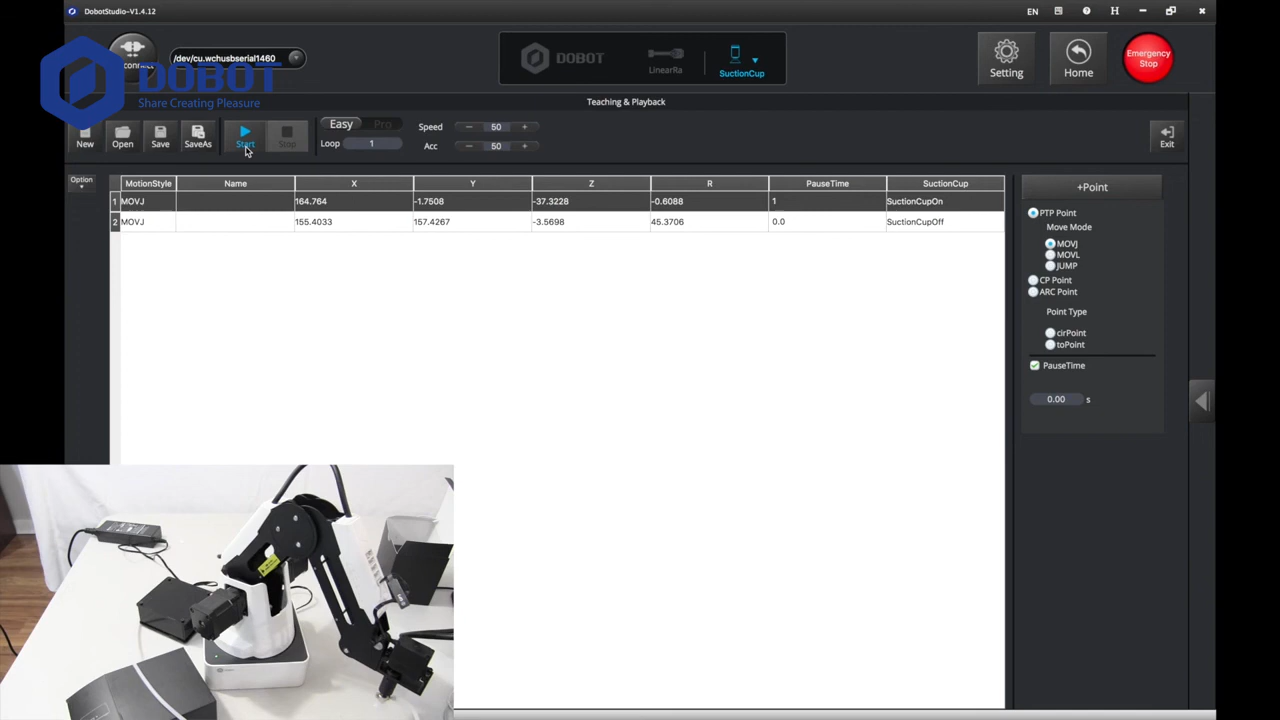 DobotStudio-V1.4.12
EN
H
connect
/dev/cu.wchusbserial1460
DOBOT
LinearRa
SuctionCup
Setting
Home
Emergency
Stop
DOBOT
Share Creating Pleasure
Teaching & Playback
New
Open
Save
SaveAs
Start
Stop
Easy
Pro
Loop
1
Speed
50
Acc
50
Exit
Option
MotionStyle Name X Y Z R PauseTime SuctionCup
1 MOVJ 164.764 -1.7508 -37.3228 -0.6088 1 SuctionCupOn
2 MOVJ 155.4033 157.4267 -3.5698 45.3706 0.0 SuctionCupOff
+Point
PTP Point
Move Mode
MOVJ
MOVL
JUMP
CP Point
ARC Point
Point Type
cirPoint
toPoint
PauseTime
0.00 s